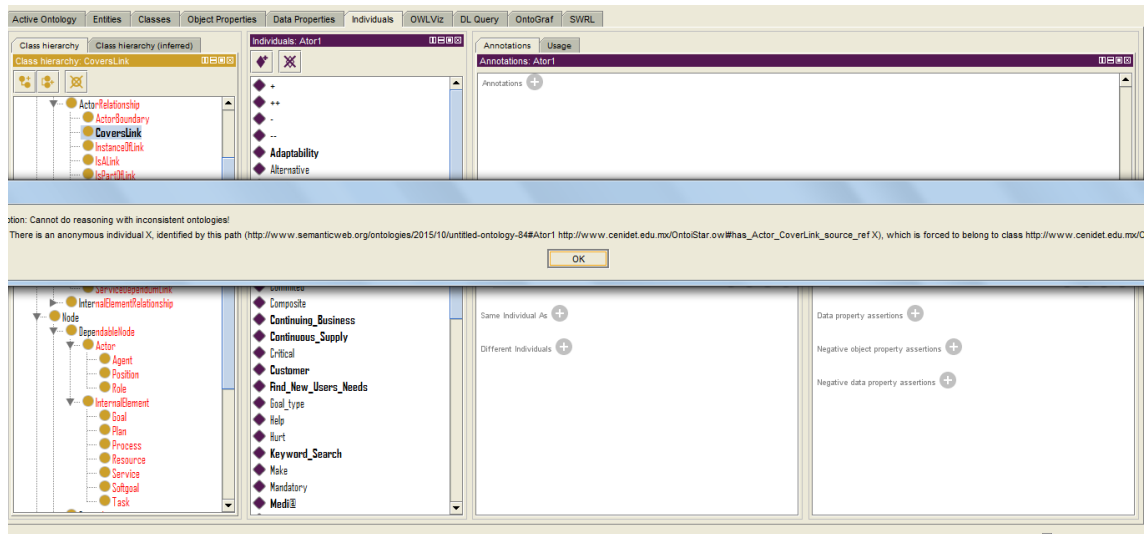 Active Ontology Entities Classes Object Properties Data Properties Individuals OWLViz DL Query OntoGraf SWRL
Class hierarchy Class hierarchy (inferred)
Class hierarchy: CoversLink
ActorRelationship
ActorBoundary
CoversLink
InstanceOfLink
IsALink
IsPartOfLink
Individuals: Ator1
+
++
-
--
Adaptability
Alternative
Annotations Usage
Annotations: Ator1
Annotations
ption: Cannot do reasoning with inconsistent ontologies!
There is an anonymous individual X, identified by this path (http://www.semanticweb.org/ontologies/2015/10/untitled-ontology-84#Ator1 http://www.cenidet.edu.mx/OntoiStar.owl#has_Actor_CoverLink_source_ref X), which is forced to belong to class http://www.cenidet.edu.mx/O
OK
ServiceDependumLink
InternalElementRelationship
Node
DependableNode
Actor
Agent
Position
Role
InternalElement
Goal
Plan
Process
Resource
Service
Softgoal
Task
Committed
Composite
Continuing_Business
Continuous_Supply
Critical
Customer
Find_New_Users_Needs
Goal_type
Help
Hurt
Keyword_Search
Make
Mandatory
Same Individual As
Different Individuals
Data property assertions
Negative object property assertions
Negative data property assertions